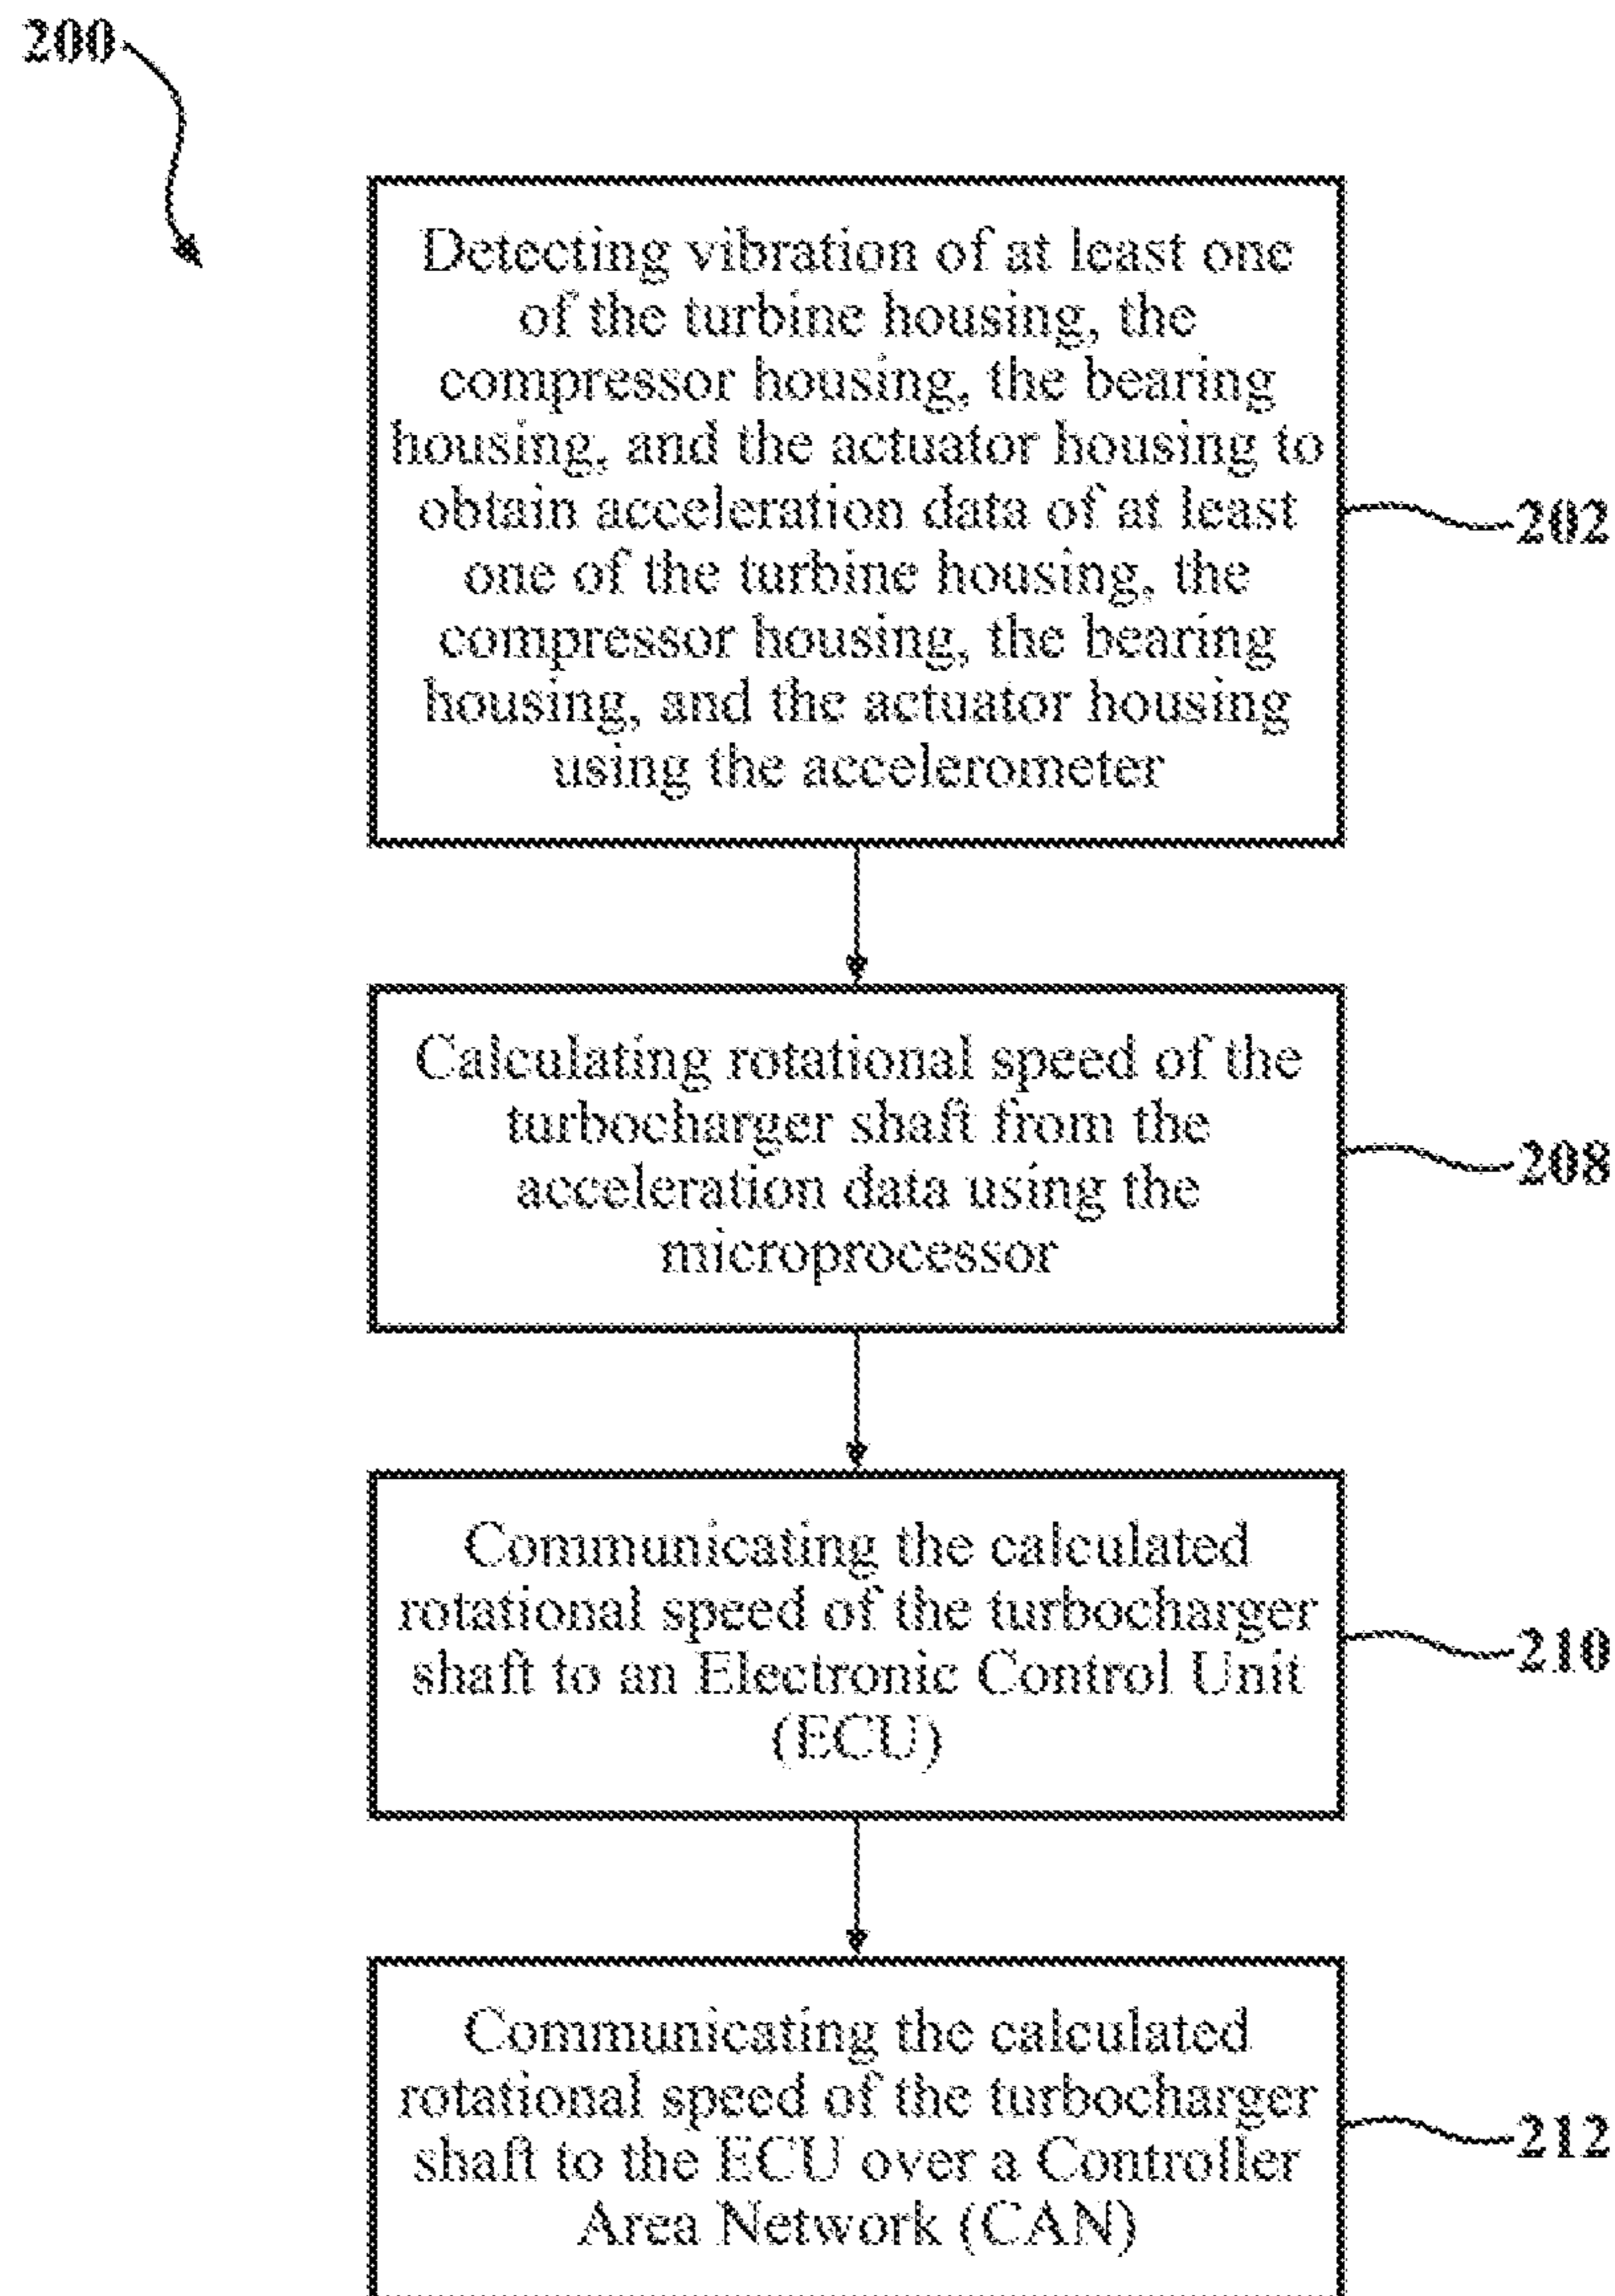 200
Detecting vibration of at least one
of the turbine housing, the
compressor housing, the bearing
housing, and the actuator housing to
obtain acceleration data of at least
one of the turbine housing, the
compressor housing, the bearing
housing, and the actuator housing
using the accelerometer
202
Calculating rotational speed of the
turbocharger shaft from the
acceleration data using the
microprocessor
208
Communicating the calculated
rotational speed of the turbocharger
shaft to an Electronic Control Unit
(ECU)
210
Communicating the calculated
rotational speed of the turbocharger
shaft to the ECU over a Controller
Area Network (CAN)
212